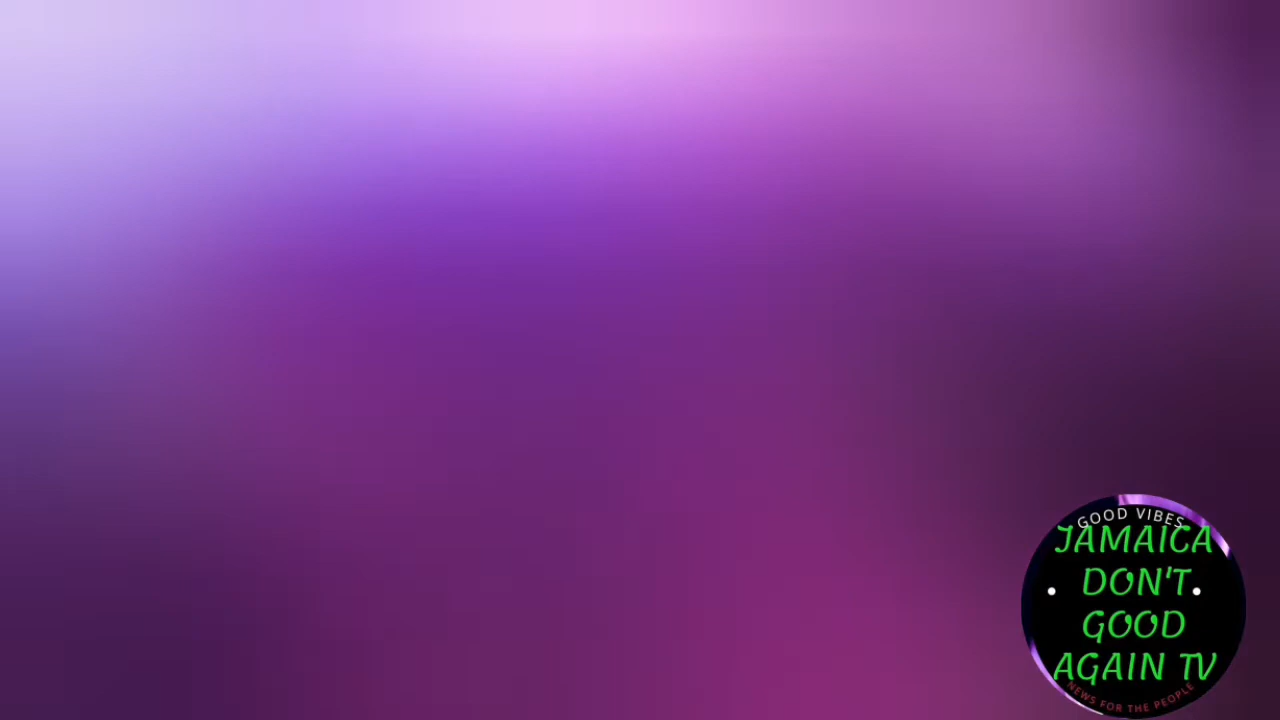 GOOD VIBES
JAMAICA
DON'T
GOOD
AGAIN TV
NEWS FOR THE PEOPLE